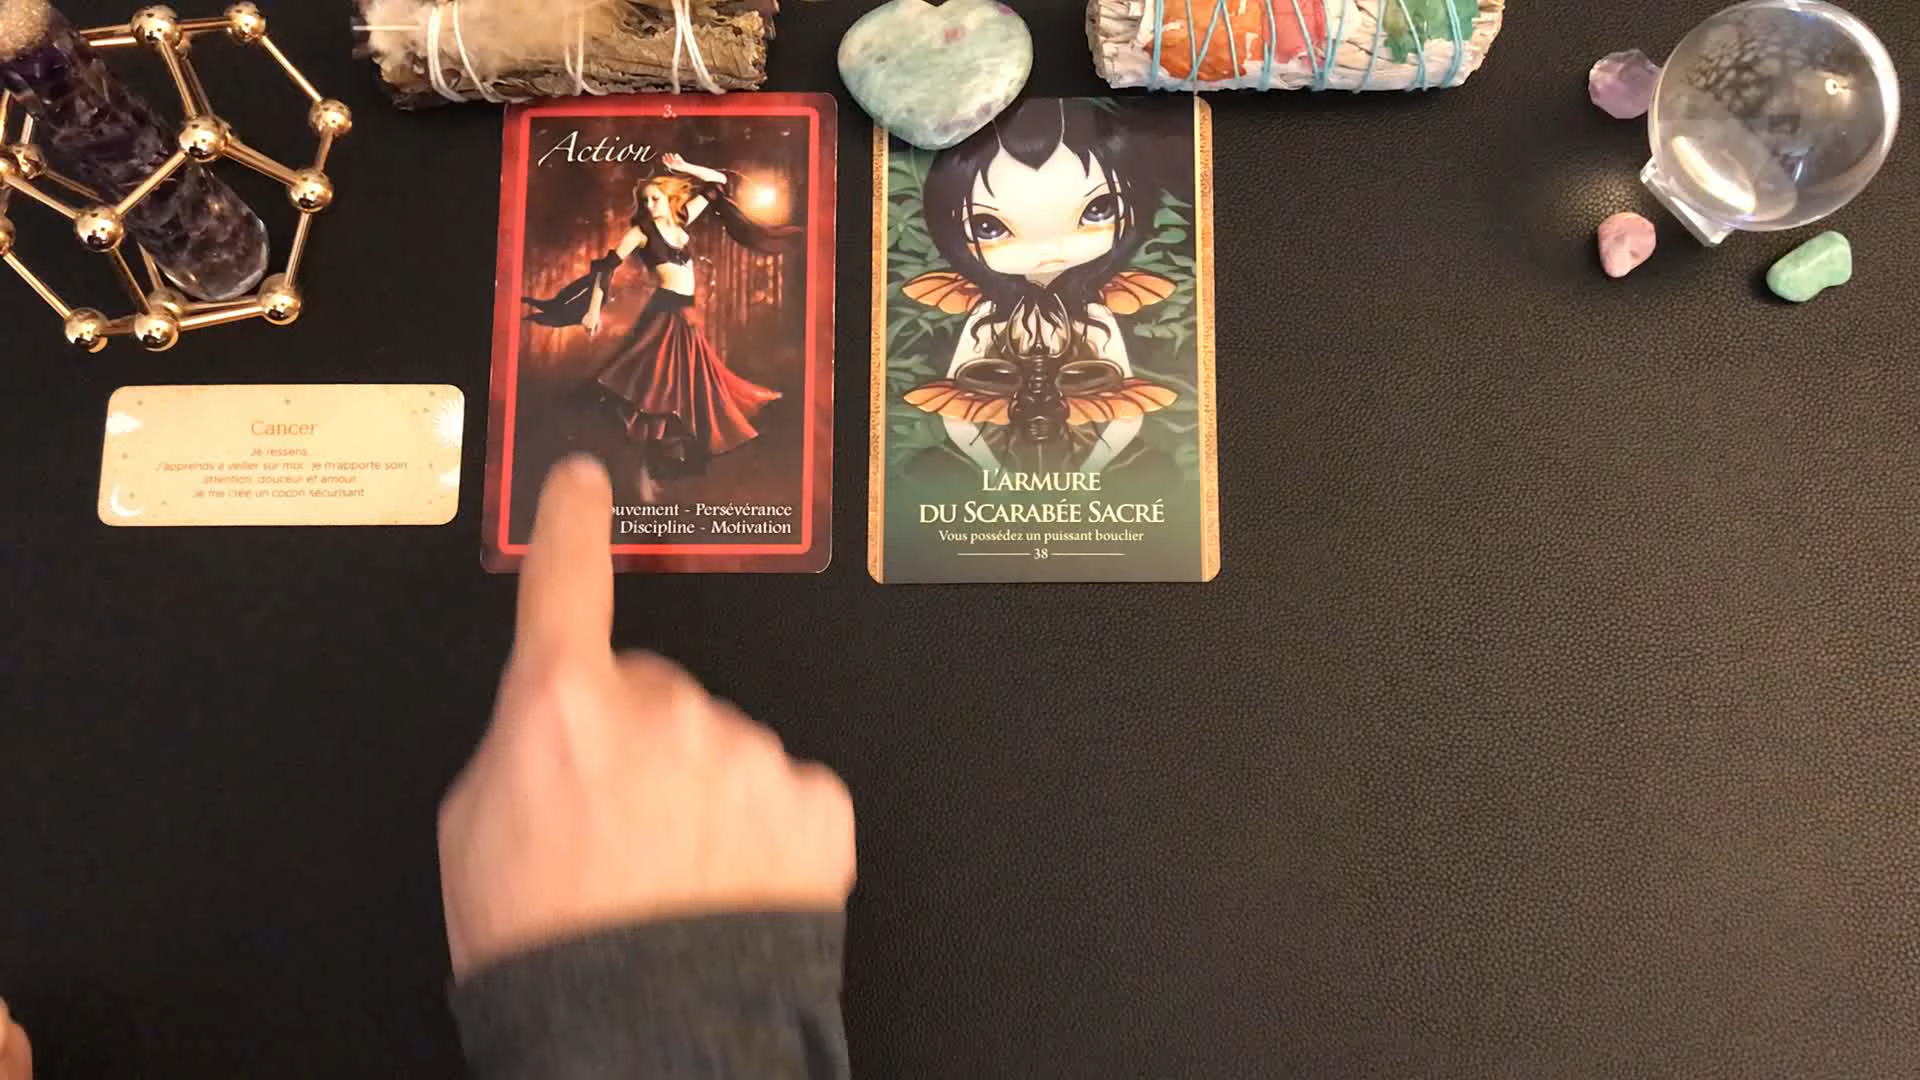 Cancer
Je ressens...
J'apprends à veiller sur moi, je m'apporte soin,
attention, douceur et amour.
Je me crée un cocon sécurisant.
3.
Action
ouvement - Persévérance
Discipline - Motivation
L'ARMURE
DU SCARABÉE SACRÉ
Vous possédez un puissant bouclier
38